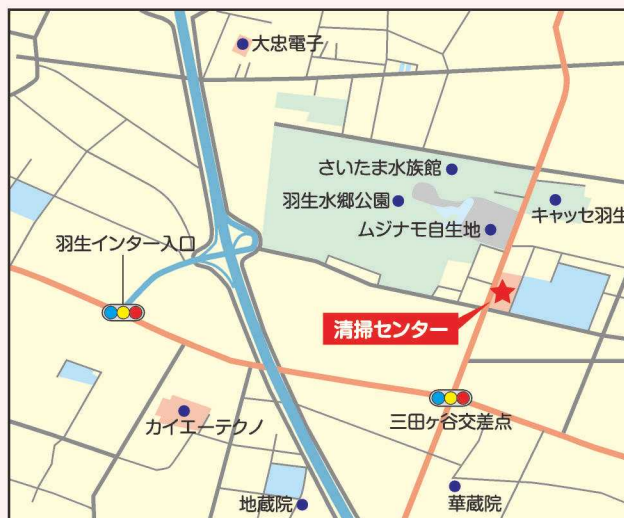 大忠電子
さいたま水族館
羽生水郷公園
キャッセ羽生
ムジナモ自生地
羽生インター入口
清掃センター
カイエーテクノ
三田ヶ谷交差点
地蔵院
華蔵院